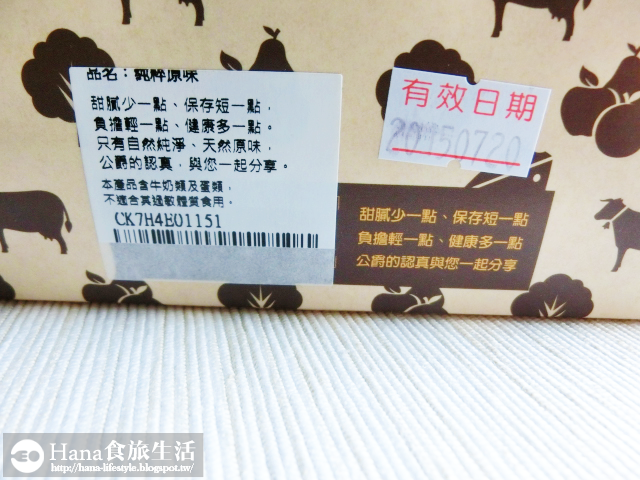 品名：純粹原味
甜膩少一點、保存短一點，
負擔輕一點、健康多一點。
只有自然純淨、天然原味，
公爵的認真，與您一起分享。
本產品含牛奶類及蛋類，
不適合其過敏體質食用。
CK7H4E01151
有效日期
20150720
甜膩少一點、保存短一點
負擔輕一點、健康多一點
公爵的認真與您一起分享
Hana食旅生活
http://hana-lifestyle.blogspot.tw/